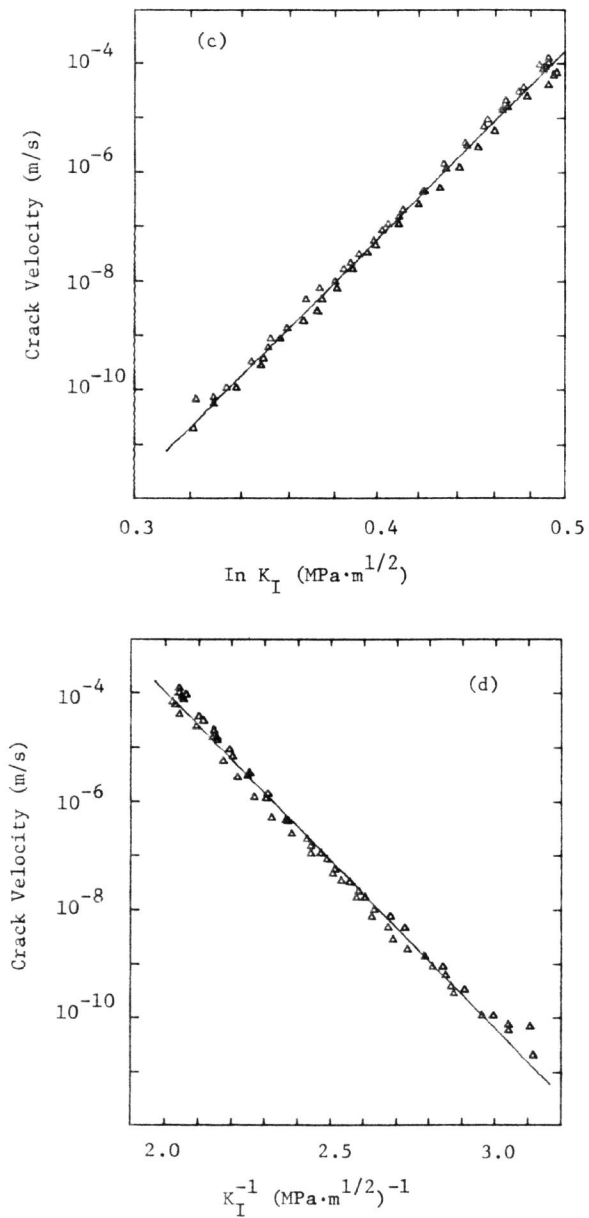 (c)
Crack Velocity (m/s)
10^-4
10^-6
10^-8
10^-10
0.3
0.4
0.5
In K_I (MPa·m^1/2)
(d)
Crack Velocity (m/s)
10^-4
10^-6
10^-8
10^-10
2.0
2.5
3.0
K_I^-1 (MPa·m^1/2)^-1